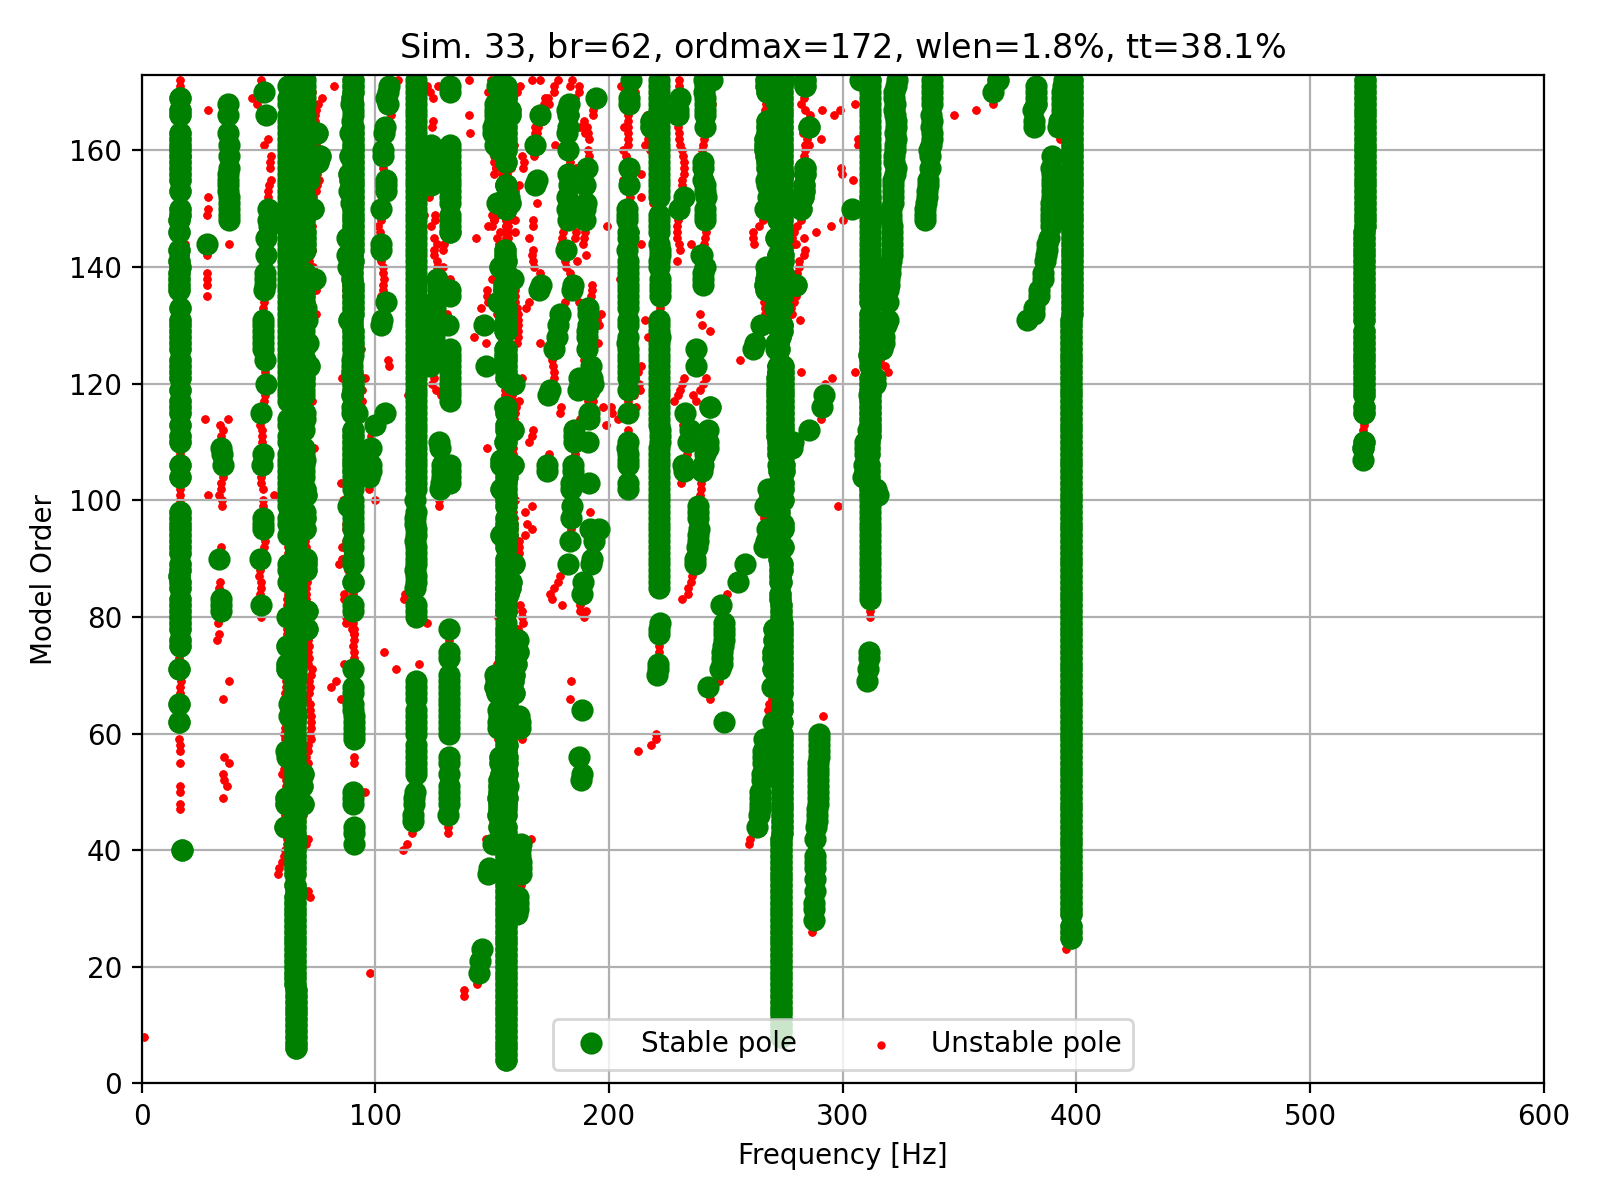 Sim. 33, br=62, ordmax=172, wlen=1.8%, tt=38.1%
Model Order
160
140
120
100
80
60
40
20
0
Stable pole
Unstable pole
0 100 200 300 400 500 600
Frequency [Hz]